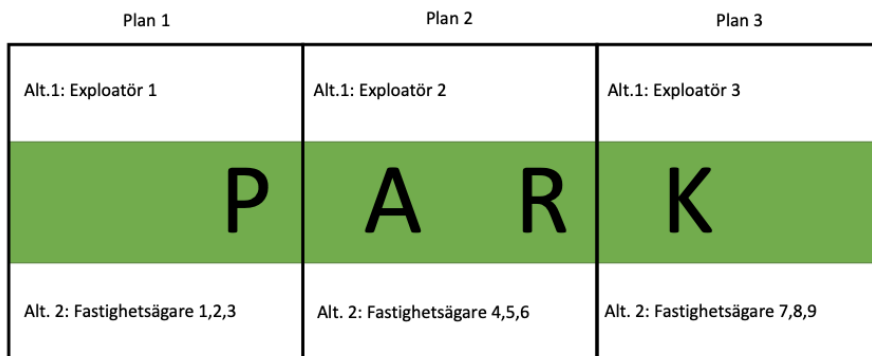 Plan 1
Plan 2
Plan 3
Alt.1: Exploatör 1
Alt.1: Exploatör 2
Alt.1: Exploatör 3
P A R K
Alt. 2: Fastighetsägare 1,2,3
Alt. 2: Fastighetsägare 4,5,6
Alt. 2: Fastighetsägare 7,8,9